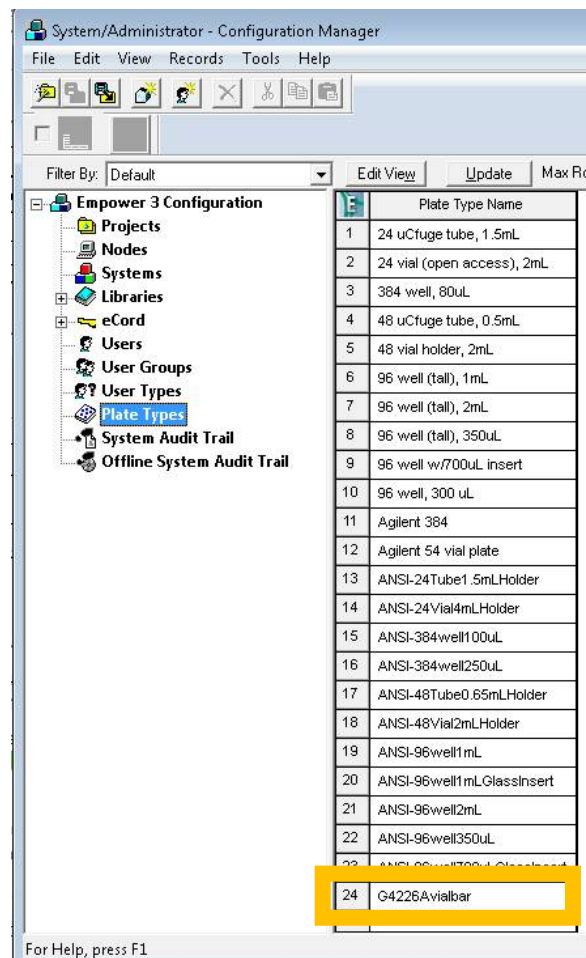 System/Administrator - Configuration Manager
File Edit View Records Tools Help
Filter By: Default Edit View Update Max Ro
Empower 3 Configuration
Projects
Nodes
Systems
Libraries
eCord
Users
User Groups
User Types
Plate Types
System Audit Trail
Offline System Audit Trail
Plate Type Name
1 24 uCfuge tube, 1.5mL
2 24 vial (open access), 2mL
3 384 well, 80uL
4 48 uCfuge tube, 0.5mL
5 48 vial holder, 2mL
6 96 well (tall), 1mL
7 96 well (tall), 2mL
8 96 well (tall), 350uL
9 96 well w/700uL insert
10 96 well, 300 uL
11 Agilent 384
12 Agilent 54 vial plate
13 ANSI-24Tube1.5mLHolder
14 ANSI-24Vial4mLHolder
15 ANSI-384well100uL
16 ANSI-384well250uL
17 ANSI-48Tube0.65mLHolder
18 ANSI-48Vial2mLHolder
19 ANSI-96well1mL
20 ANSI-96well1mLGlassInsert
21 ANSI-96well2mL
22 ANSI-96well350uL
23 ANSI-96well700uLGlassInsert
24 G4226Avialbar
For Help, press F1